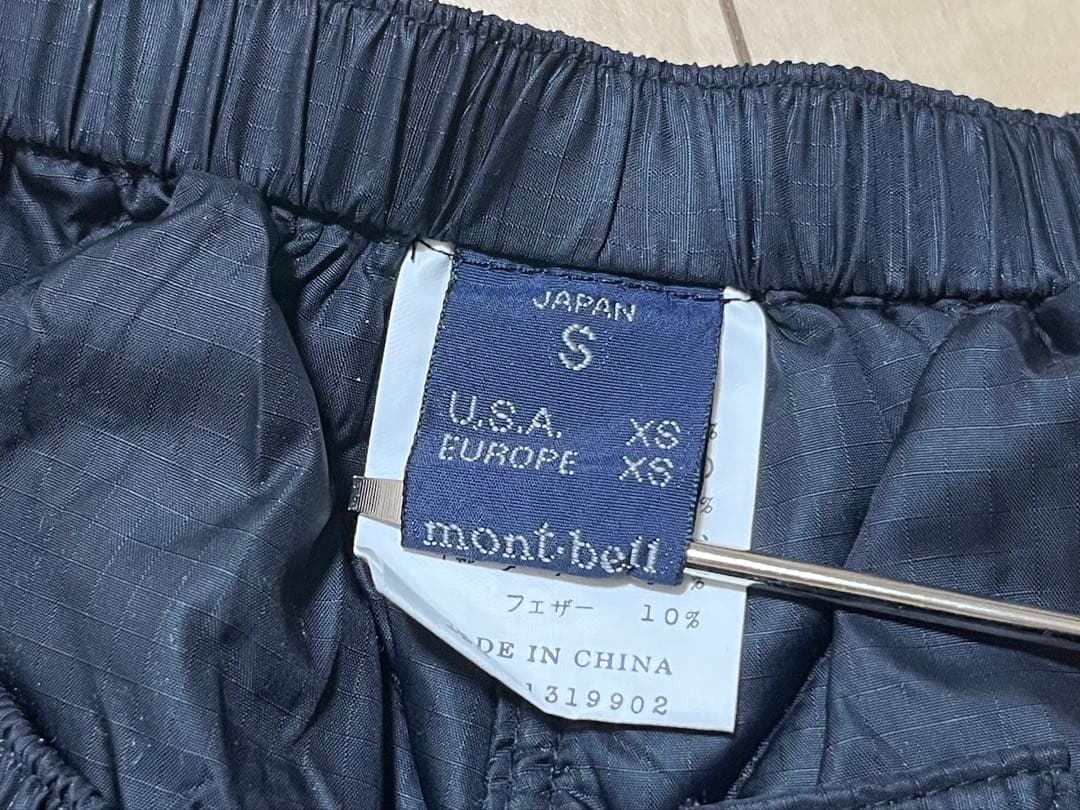 JAPAN
S
U.S.A. XS
EUROPE XS
mont-bell
フェザー 10%
DE IN CHINA
1319902